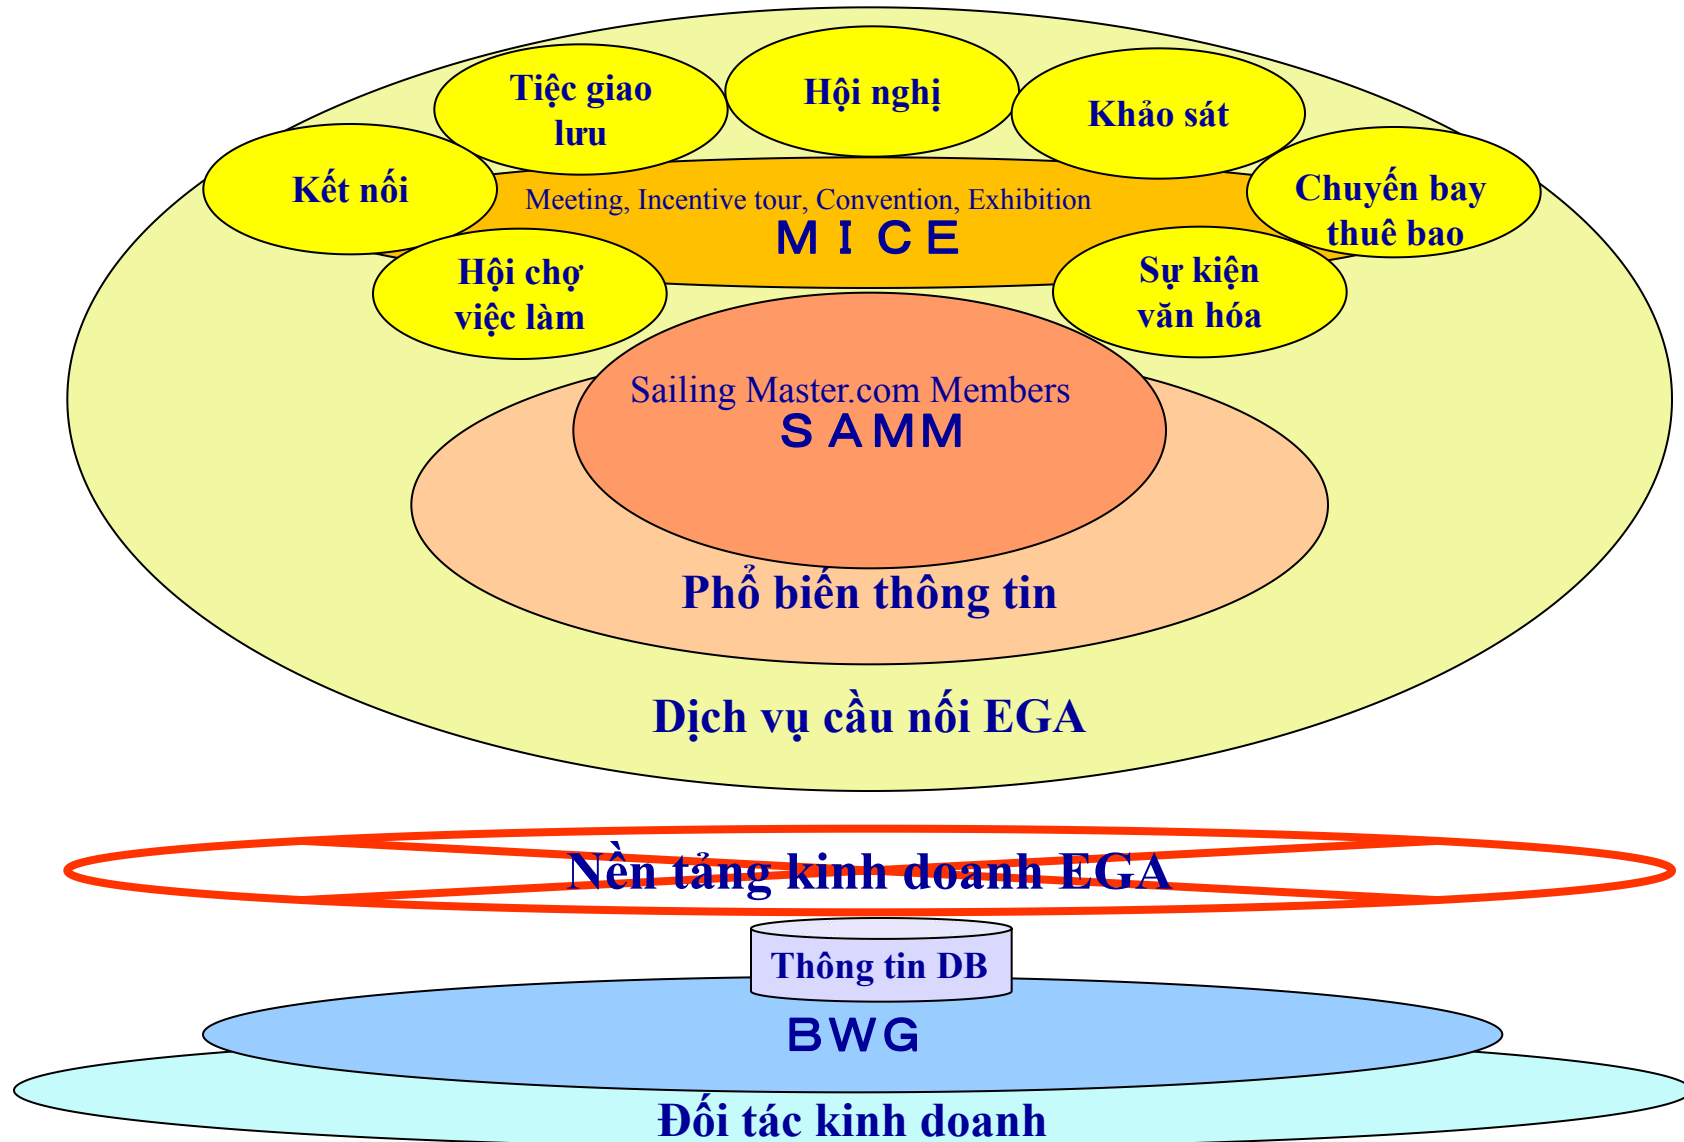 Tiệc giao
lưu
Hội nghị
Khảo sát
Kết nối
Chuyến bay
thuê bao
Meeting, Incentive tour, Convention, Exhibition
ＭＩＣＥ
Hội chợ
việc làm
Sự kiện
văn hóa
Sailing Master.com Members
ＳＡＭＭ
Phổ biến thông tin
Dịch vụ cầu nối EGA
Nền tảng kinh doanh EGA
Thông tin DB
ＢＷＧ
Đối tác kinh doanh